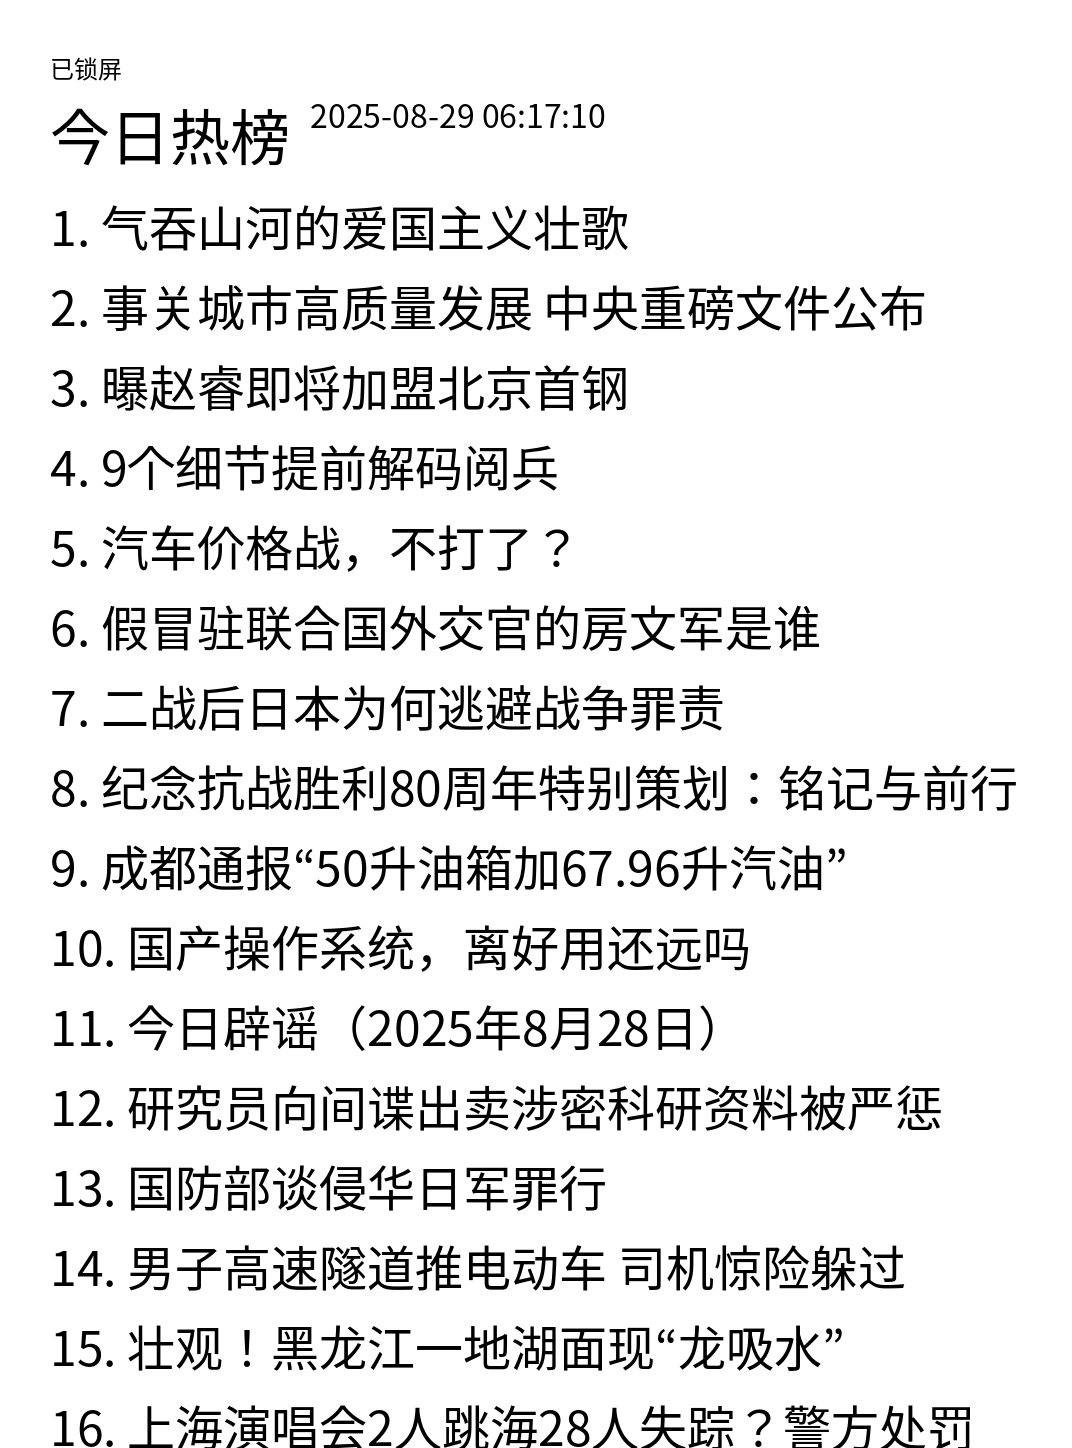 已锁屏
今日热榜 2025-08-29 06:17:10
1. 气吞山河的爱国主义壮歌
2. 事关城市高质量发展 中央重磅文件公布
3. 曝赵睿即将加盟北京首钢
4. 9个细节提前解码阅兵
5. 汽车价格战，不打了？
6. 假冒驻联合国外交官的房文军是谁
7. 二战后日本为何逃避战争罪责
8. 纪念抗战胜利80周年特别策划：铭记与前行
9. 成都通报“50升油箱加67.96升汽油”
10. 国产操作系统，离好用还远吗
11. 今日辟谣（2025年8月28日）
12. 研究员向间谍出卖涉密科研资料被严惩
13. 国防部谈侵华日军罪行
14. 男子高速隧道推电动车 司机惊险躲过
15. 壮观！黑龙江一地湖面现“龙吸水”
16. 上海演唱会2人跳海28人失踪？警方处罚